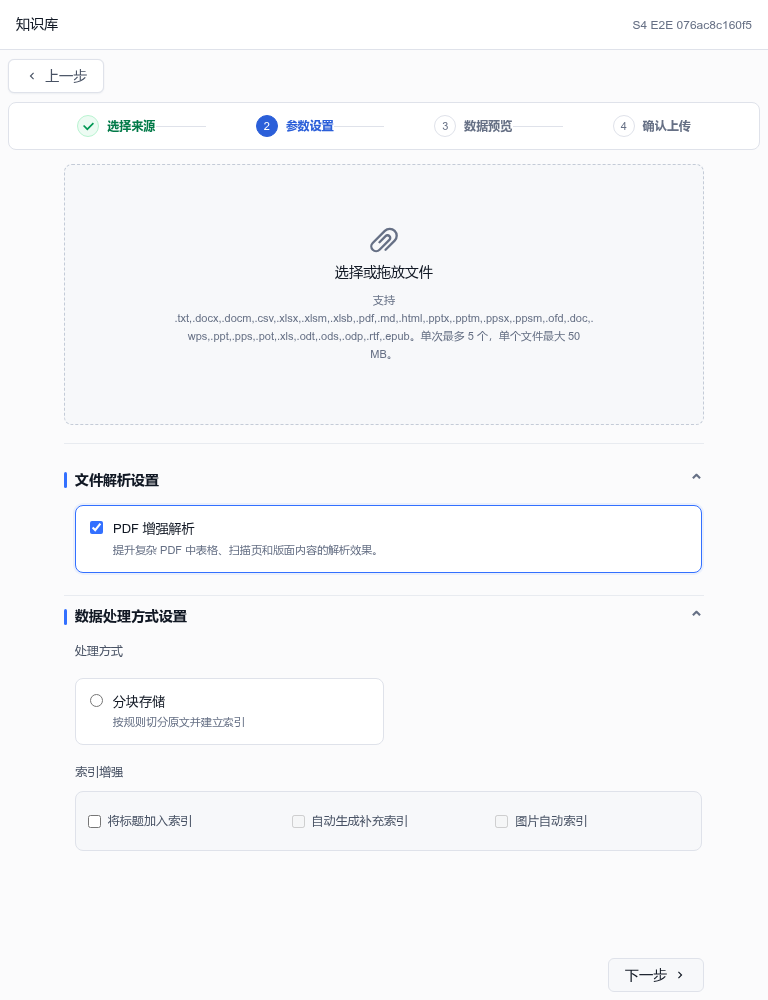 知识库
S4 E2E 076ac8c160f5
上一步
选择来源
2 参数设置
3 数据预览
4 确认上传
选择或拖放文件
支持
.txt,.docx,.docm,.csv,.xlsx,.xlsm,.xlsb,.pdf,.md,.html,.pptx,.pptm,.ppsx,.ppsm,.ofd,.doc,.
wps,.ppt,.pps,.pot,.xls,.odt,.ods,.odp,.rtf,.epub。单次最多 5 个，单个文件最大 50
MB。
文件解析设置
PDF 增强解析
提升复杂 PDF 中表格、扫描页和版面内容的解析效果。
数据处理方式设置
处理方式
分块存储
按规则切分原文并建立索引
索引增强
将标题加入索引
自动生成补充索引
图片自动索引
下一步